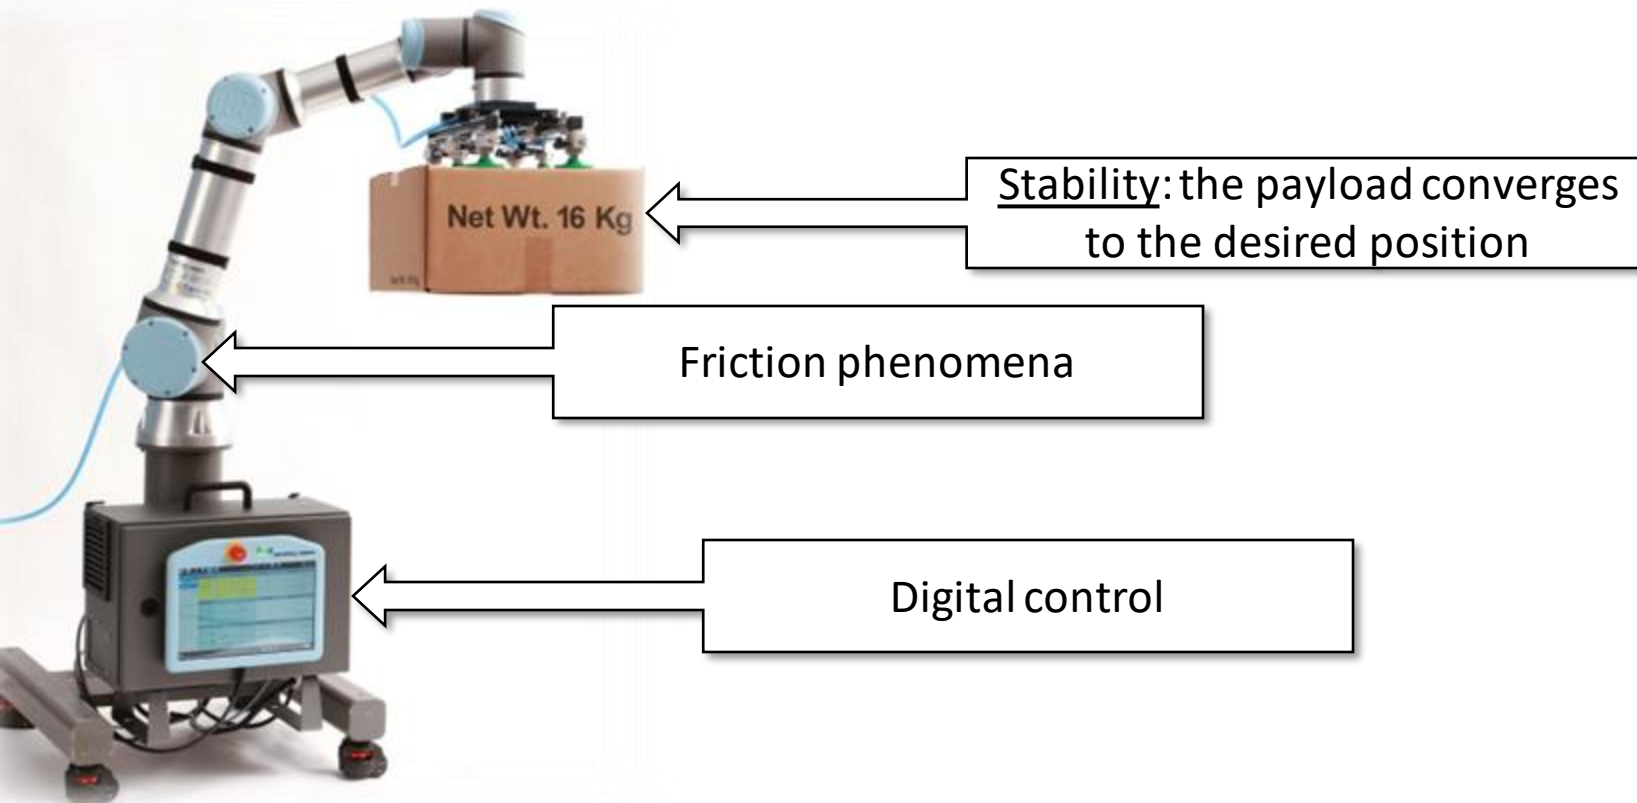 Net Wt. 16 Kg
Stability: the payload converges
to the desired position
Friction phenomena
Digital control